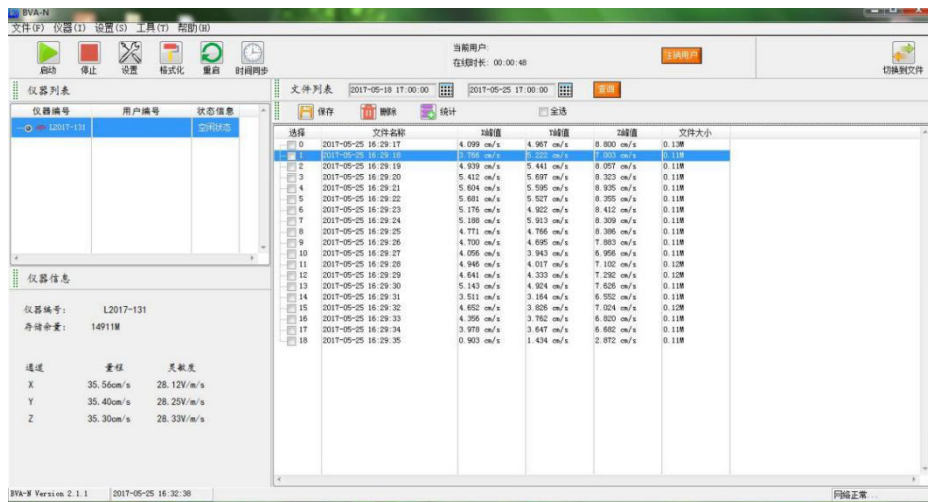 BVA-N
文件(F) 仪器(I) 设置(S) 工具(T) 帮助(H)
启动 停止 设置 格式化 重启 时间同步
当前用户:
在线时长: 00:00:48
注销用户
切换到文件
仪器列表
仪器编号 用户编号 状态信息
L2017-131 空闲状态
文件列表 2017-05-18 17:00:00 2017-05-25 17:00:00 查询
保存 删除 统计 全选
选择 文件名称 X峰值 Y峰值 Z峰值 文件大小
0 2017-05-25 16:29:17 4.099 cm/s 4.967 cm/s 8.800 cm/s 0.13M
1 2017-05-25 16:29:18 3.766 cm/s 5.222 cm/s 7.003 cm/s 0.11M
2 2017-05-25 16:29:19 4.939 cm/s 5.441 cm/s 8.057 cm/s 0.11M
3 2017-05-25 16:29:20 5.412 cm/s 5.697 cm/s 8.323 cm/s 0.11M
4 2017-05-25 16:29:21 5.604 cm/s 5.595 cm/s 8.935 cm/s 0.11M
5 2017-05-25 16:29:22 5.681 cm/s 5.527 cm/s 8.355 cm/s 0.11M
6 2017-05-25 16:29:23 5.176 cm/s 4.922 cm/s 8.412 cm/s 0.11M
7 2017-05-25 16:29:24 5.188 cm/s 5.913 cm/s 8.309 cm/s 0.11M
8 2017-05-25 16:29:25 4.771 cm/s 4.766 cm/s 8.386 cm/s 0.11M
9 2017-05-25 16:29:26 4.700 cm/s 4.695 cm/s 7.883 cm/s 0.11M
10 2017-05-25 16:29:27 4.056 cm/s 3.943 cm/s 6.956 cm/s 0.11M
11 2017-05-25 16:29:28 4.946 cm/s 4.017 cm/s 7.102 cm/s 0.12M
12 2017-05-25 16:29:29 4.641 cm/s 4.333 cm/s 7.292 cm/s 0.12M
13 2017-05-25 16:29:30 5.143 cm/s 4.924 cm/s 7.626 cm/s 0.11M
14 2017-05-25 16:29:31 3.511 cm/s 3.164 cm/s 6.552 cm/s 0.11M
15 2017-05-25 16:29:32 4.652 cm/s 3.826 cm/s 7.024 cm/s 0.12M
16 2017-05-25 16:29:33 4.356 cm/s 3.762 cm/s 6.820 cm/s 0.11M
17 2017-05-25 16:29:34 3.978 cm/s 3.647 cm/s 6.682 cm/s 0.11M
18 2017-05-25 16:29:35 0.903 cm/s 1.434 cm/s 2.872 cm/s 0.11M
仪器信息
仪器编号: L2017-131
存储余量: 14911M
通道 量程 灵敏度
X 35.56cm/s 28.12V/m/s
Y 35.40cm/s 28.25V/m/s
Z 35.30cm/s 28.33V/m/s
BVA-N Version 2.1.1 2017-05-25 16:32:38 网络正常...